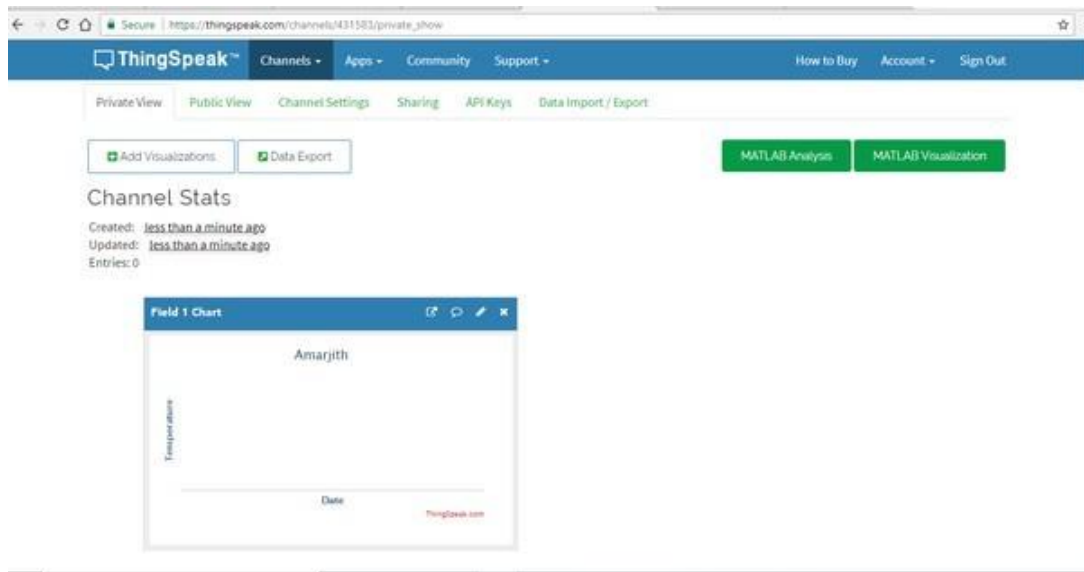 Secure https://thingspeak.com/channels/431583/private_show
ThingSpeak™ Channels Apps Community Support How to Buy Account Sign Out
Private View Public View Channel Settings Sharing API Keys Data Import / Export
Add Visualizations Data Export MATLAB Analysis MATLAB Visualization
Channel Stats
Created: less than a minute ago
Updated: less than a minute ago
Entries: 0
Field 1 Chart
Amarjith
Temperature
Date
ThingSpeak.com